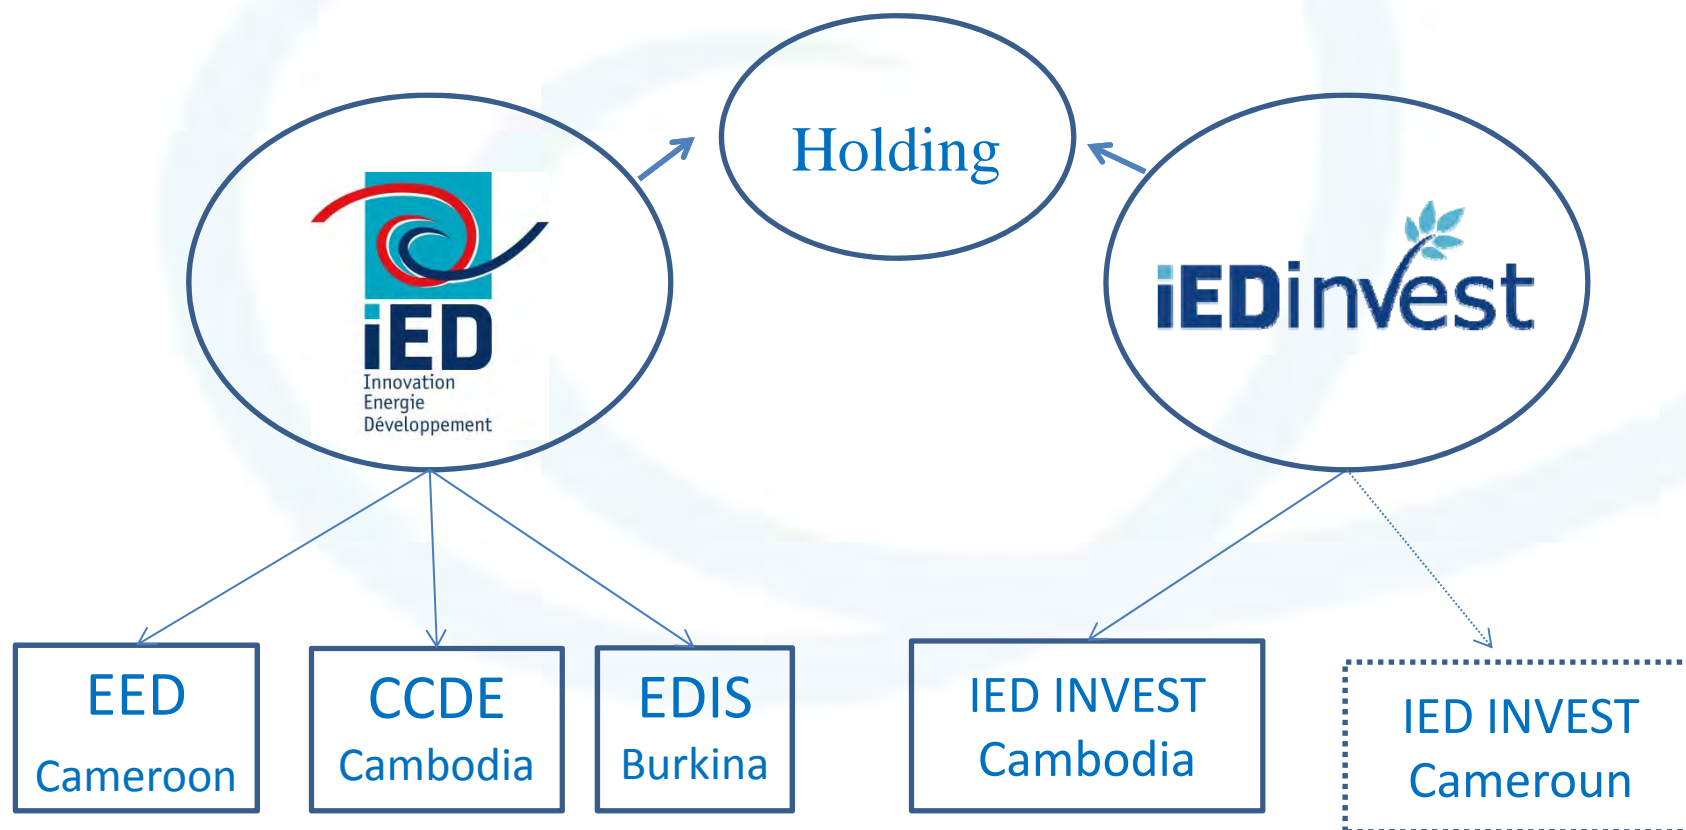 Holding
iED
Innovation
Energie
Développement
iEDinvest
EED
Cameroon
CCDE
Cambodia
EDIS
Burkina
IED INVEST
Cambodia
IED INVEST
Cameroun